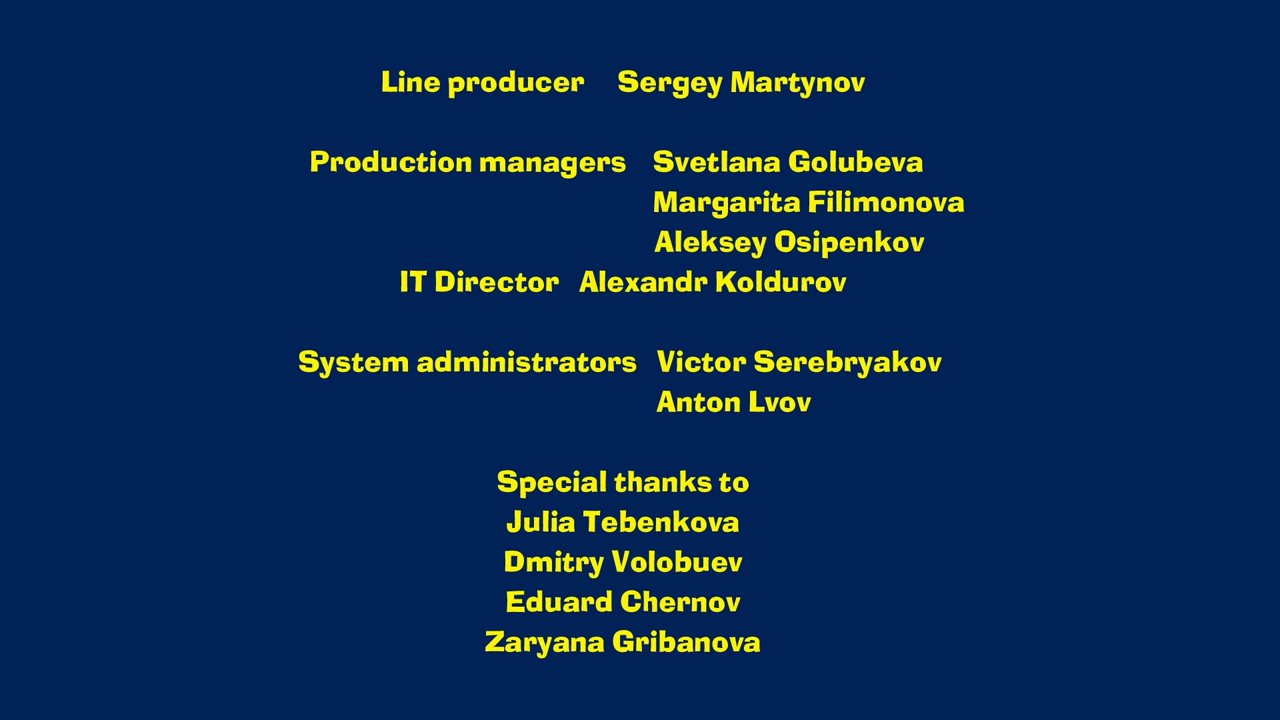 Line producer Sergey Martynov
Production managers Svetlana Golubeva
Margarita Filimonova
Aleksey Osipenkov
IT Director Alexandr Koldurov
System administrators Victor Serebryakov
Anton Lvov
Special thanks to
Julia Tebenkova
Dmitry Volobuev
Eduard Chernov
Zaryana Gribanova